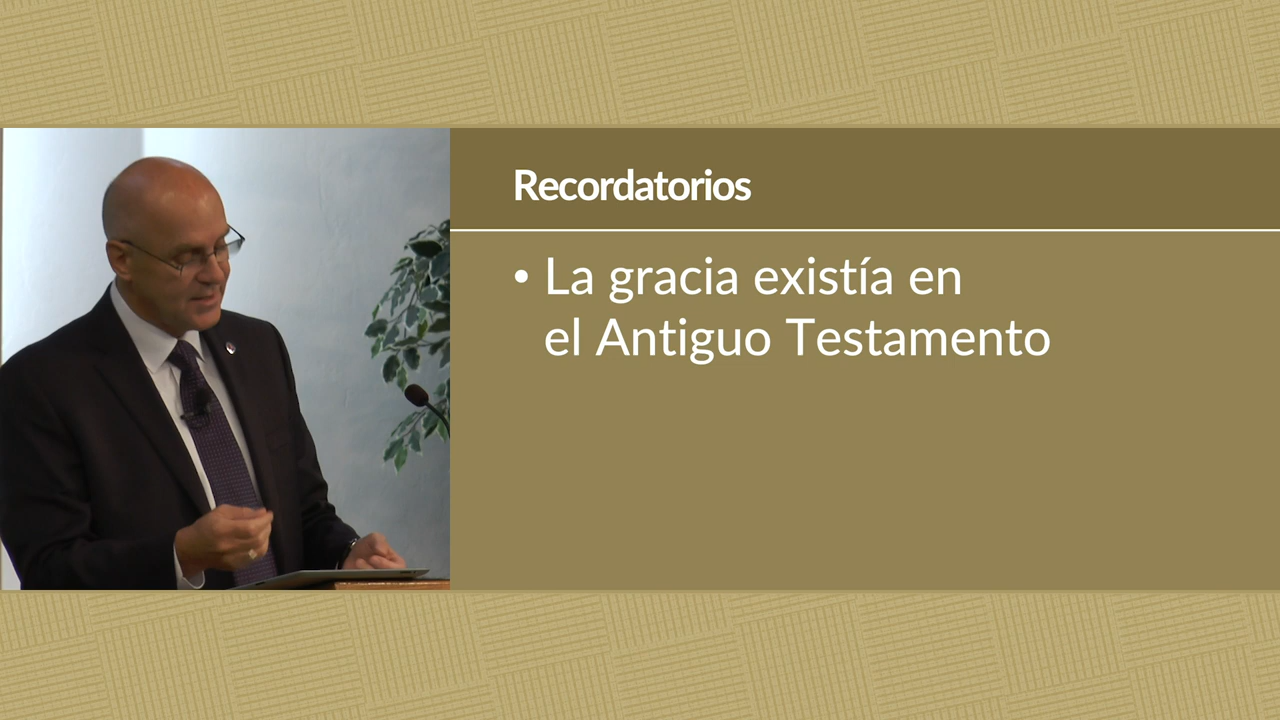 Recordatorios
• La gracia existía en
el Antiguo Testamento